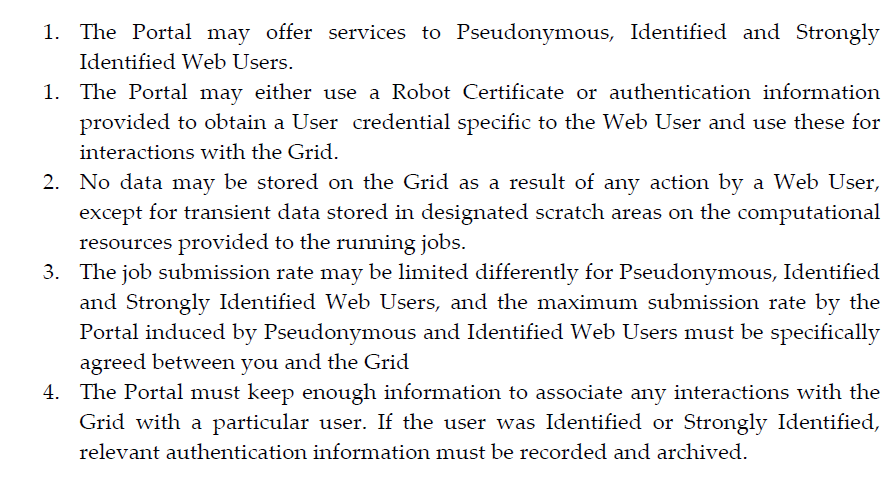 1. The Portal may offer services to Pseudonymous, Identified and Strongly
Identified Web Users.
1. The Portal may either use a Robot Certificate or authentication information
provided to obtain a User credential specific to the Web User and use these for
interactions with the Grid.
2. No data may be stored on the Grid as a result of any action by a Web User,
except for transient data stored in designated scratch areas on the computational
resources provided to the running jobs.
3. The job submission rate may be limited differently for Pseudonymous, Identified
and Strongly Identified Web Users, and the maximum submission rate by the
Portal induced by Pseudonymous and Identified Web Users must be specifically
agreed between you and the Grid
4. The Portal must keep enough information to associate any interactions with the
Grid with a particular user. If the user was Identified or Strongly Identified,
relevant authentication information must be recorded and archived.